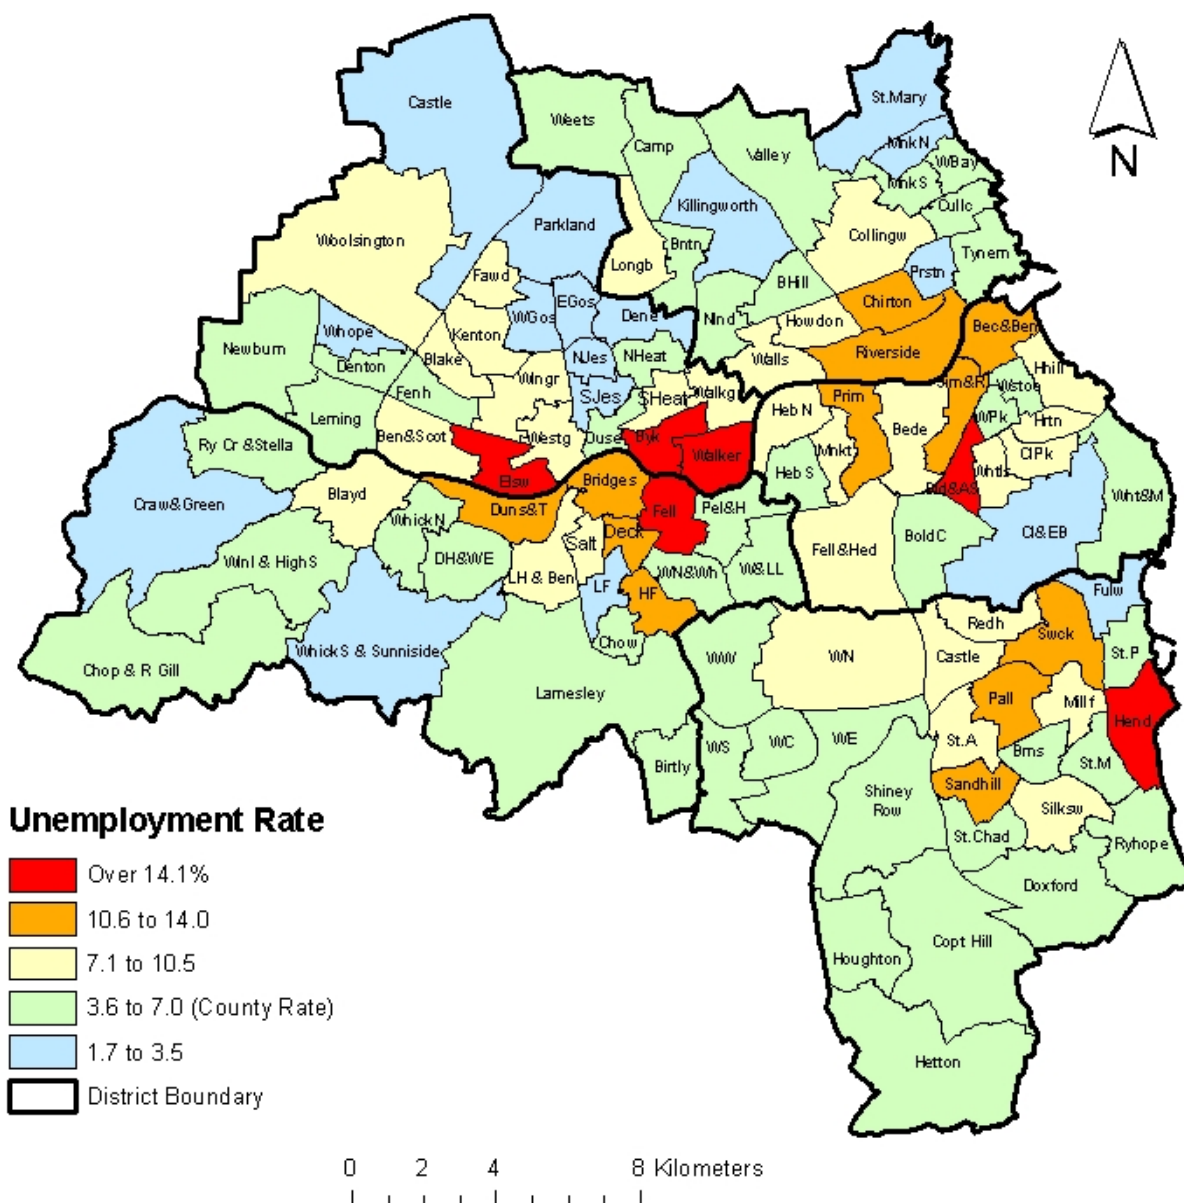 Castle
Weets
Camp
Valley
St.Mary
MnkN
WBay
MnkS
Cullc
Tynem
N
Killingworth
Parkland
Woolsington
Longb
Bntn
Collingw
Prstn
Fawd
BHill
Chirton
EGos
WGos
Dene
Nlnd
Howdon
Bec&Ben
Whope
Newburn
Kenton
Blake
NJes
NHeat
Walls
Riverside
Hhill
Denton
Fenh
Wingr
SJes
SHeat
Walkg
Prim
Wstoe
Leming
Ben&Scot
Westg
Ouse
Byk
Walker
Heb N
Bede
WPk
Hrtn
Ry Cr &Stella
Elsw
Heb S
Mnkt
Whtls
ClPk
Craw&Green
Blayd
WhickN
Duns&T
Bridges
Fell
Pel&H
Wht&M
Deck
Salt
Fell&Hed
BoldC
Cl&EB
Winl & HighS
DH&WE
LH & Ben
LF
HF
WN&Wh
W&LL
Fulw
Chow
Redh
Swck
WhickS & Sunniside
Chop & R Gill
Lamesley
WW
WN
Castle
St.P
Pall
Millf
Hend
Birtly
WS
WC
WE
St.A
Brns
St.M
Shiney
Row
Sandhill
Silksw
St.Chad
Ryhope
Doxford
Copt Hill
Houghton
Hetton
Unemployment Rate
Over 14.1%
10.6 to 14.0
7.1 to 10.5
3.6 to 7.0 (County Rate)
1.7 to 3.5
District Boundary
0 2 4 8 Kilometers